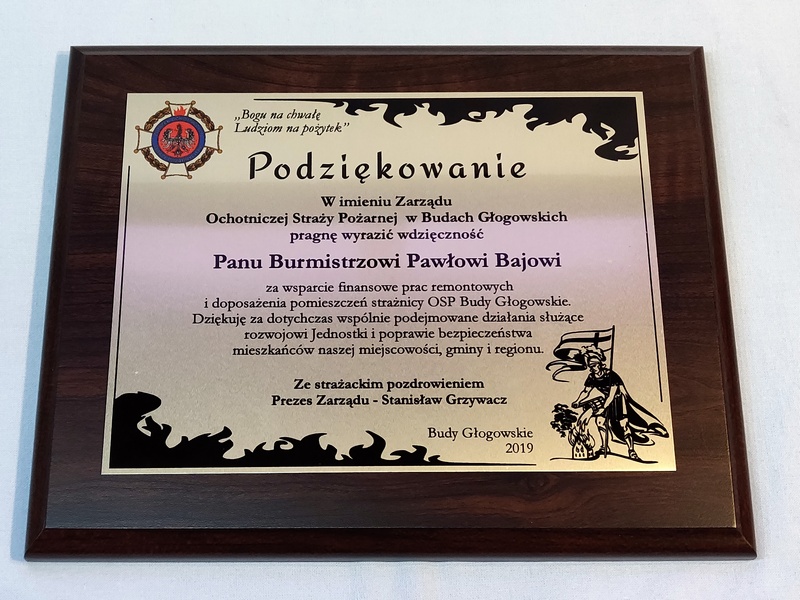 „Bogu na chwałę
Ludziom na pożytek”
Podziękowanie
W imieniu Zarządu
Ochotniczej Straży Pożarnej w Budach Głogowskich
pragnę wyrazić wdzięczność
Panu Burmistrzowi Pawłowi Bajowi
za wsparcie finansowe prac remontowych
i doposażenia pomieszczeń strażnicy OSP Budy Głogowskie.
Dziękuję za dotychczas wspólnie podejmowane działania służące
rozwojowi Jednostki i poprawie bezpieczeństwa
mieszkańców naszej miejscowości, gminy i regionu.
Ze strażackim pozdrowieniem
Prezes Zarządu - Stanisław Grzywacz
Budy Głogowskie
2019